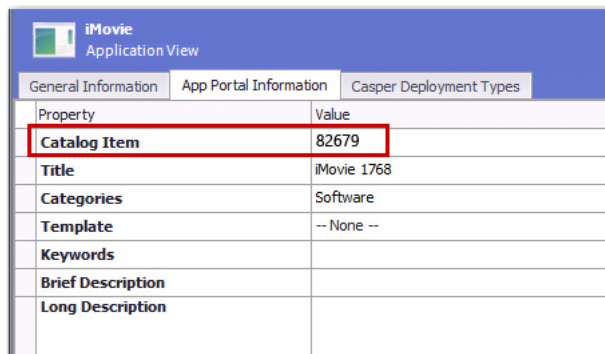 iMovie
Application View
General Information App Portal Information Casper Deployment Types
Property Value
Catalog Item 82679
Title iMovie 1768
Categories Software
Template -- None --
Keywords
Brief Description
Long Description